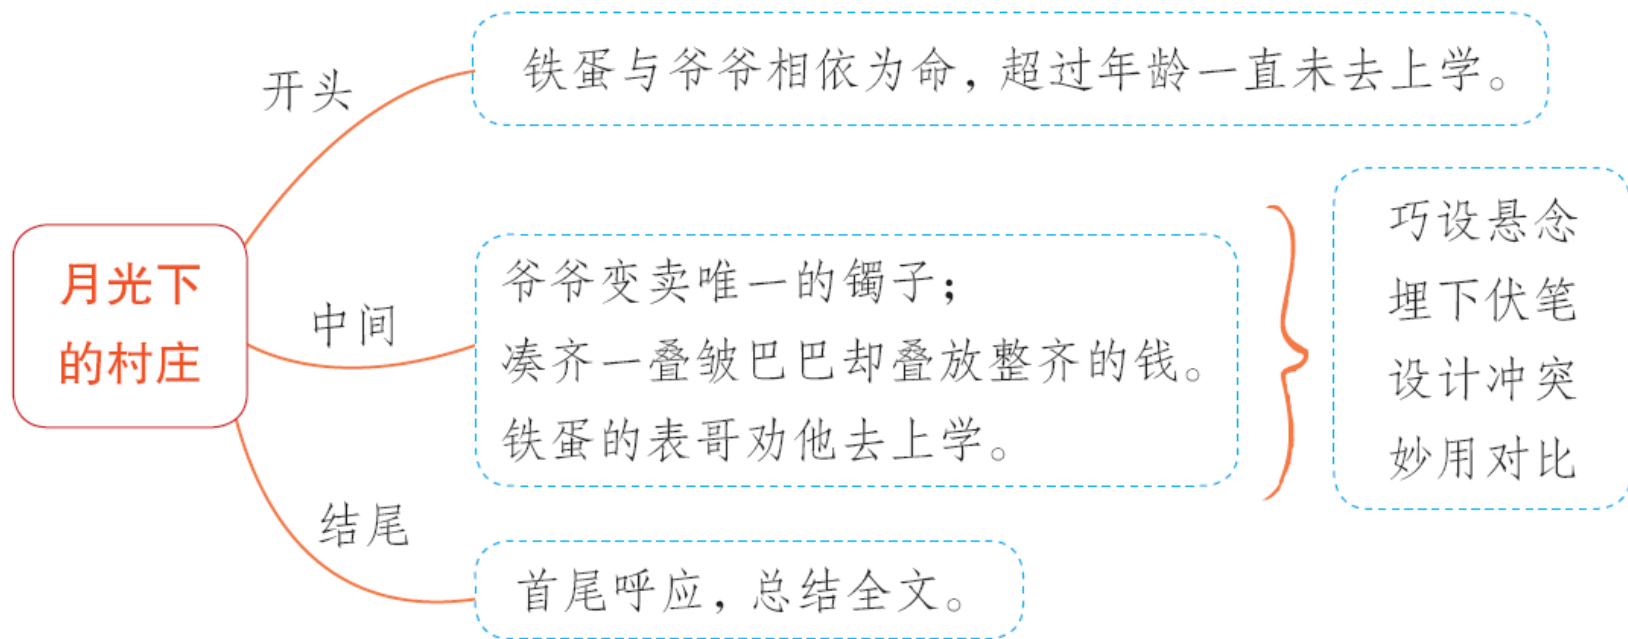 开头
铁蛋与爷爷相依为命，超过年龄一直未去上学。
月光下
的村庄
中间
爷爷变卖唯一的镯子；
凑齐一叠皱巴巴却叠放整齐的钱。
铁蛋的表哥劝他去上学。
巧设悬念
埋下伏笔
设计冲突
妙用对比
结尾
首尾呼应，总结全文。